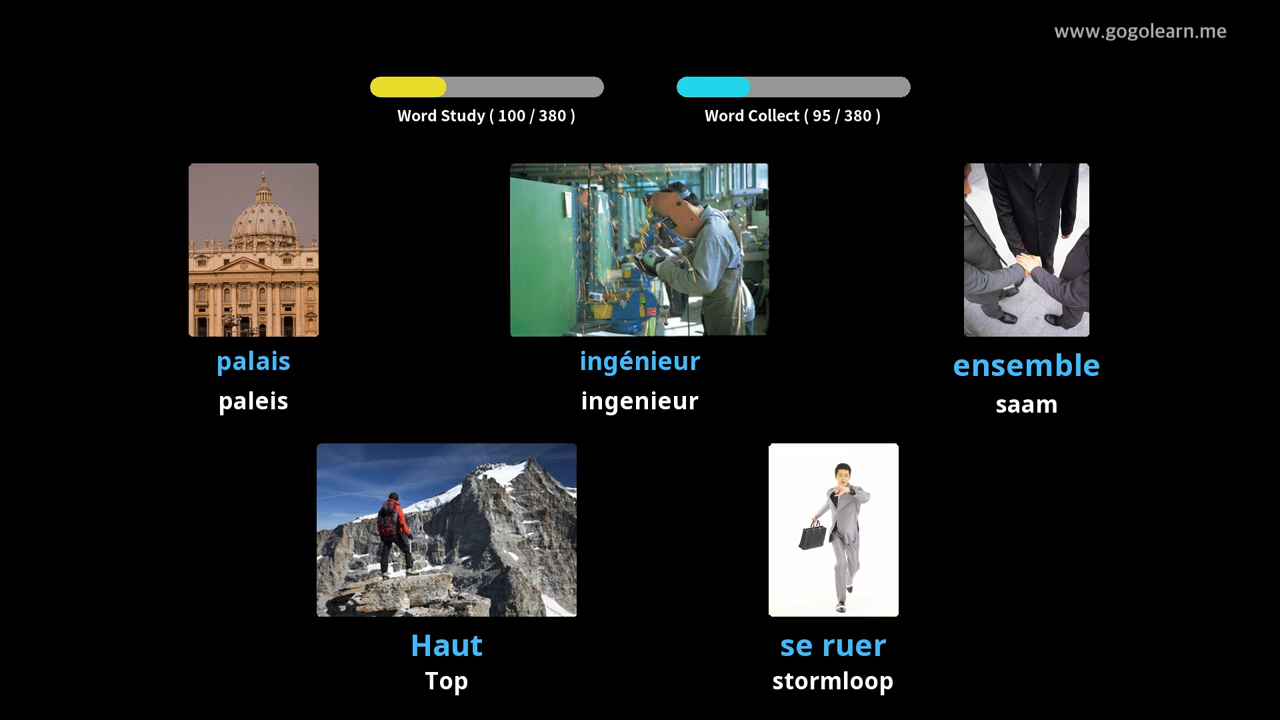 www.gogolearn.me
Word Study ( 100 / 380 )
Word Collect ( 95 / 380 )
palais
paleis
ingénieur
ingenieur
ensemble
saam
Haut
Top
se ruer
stormloop